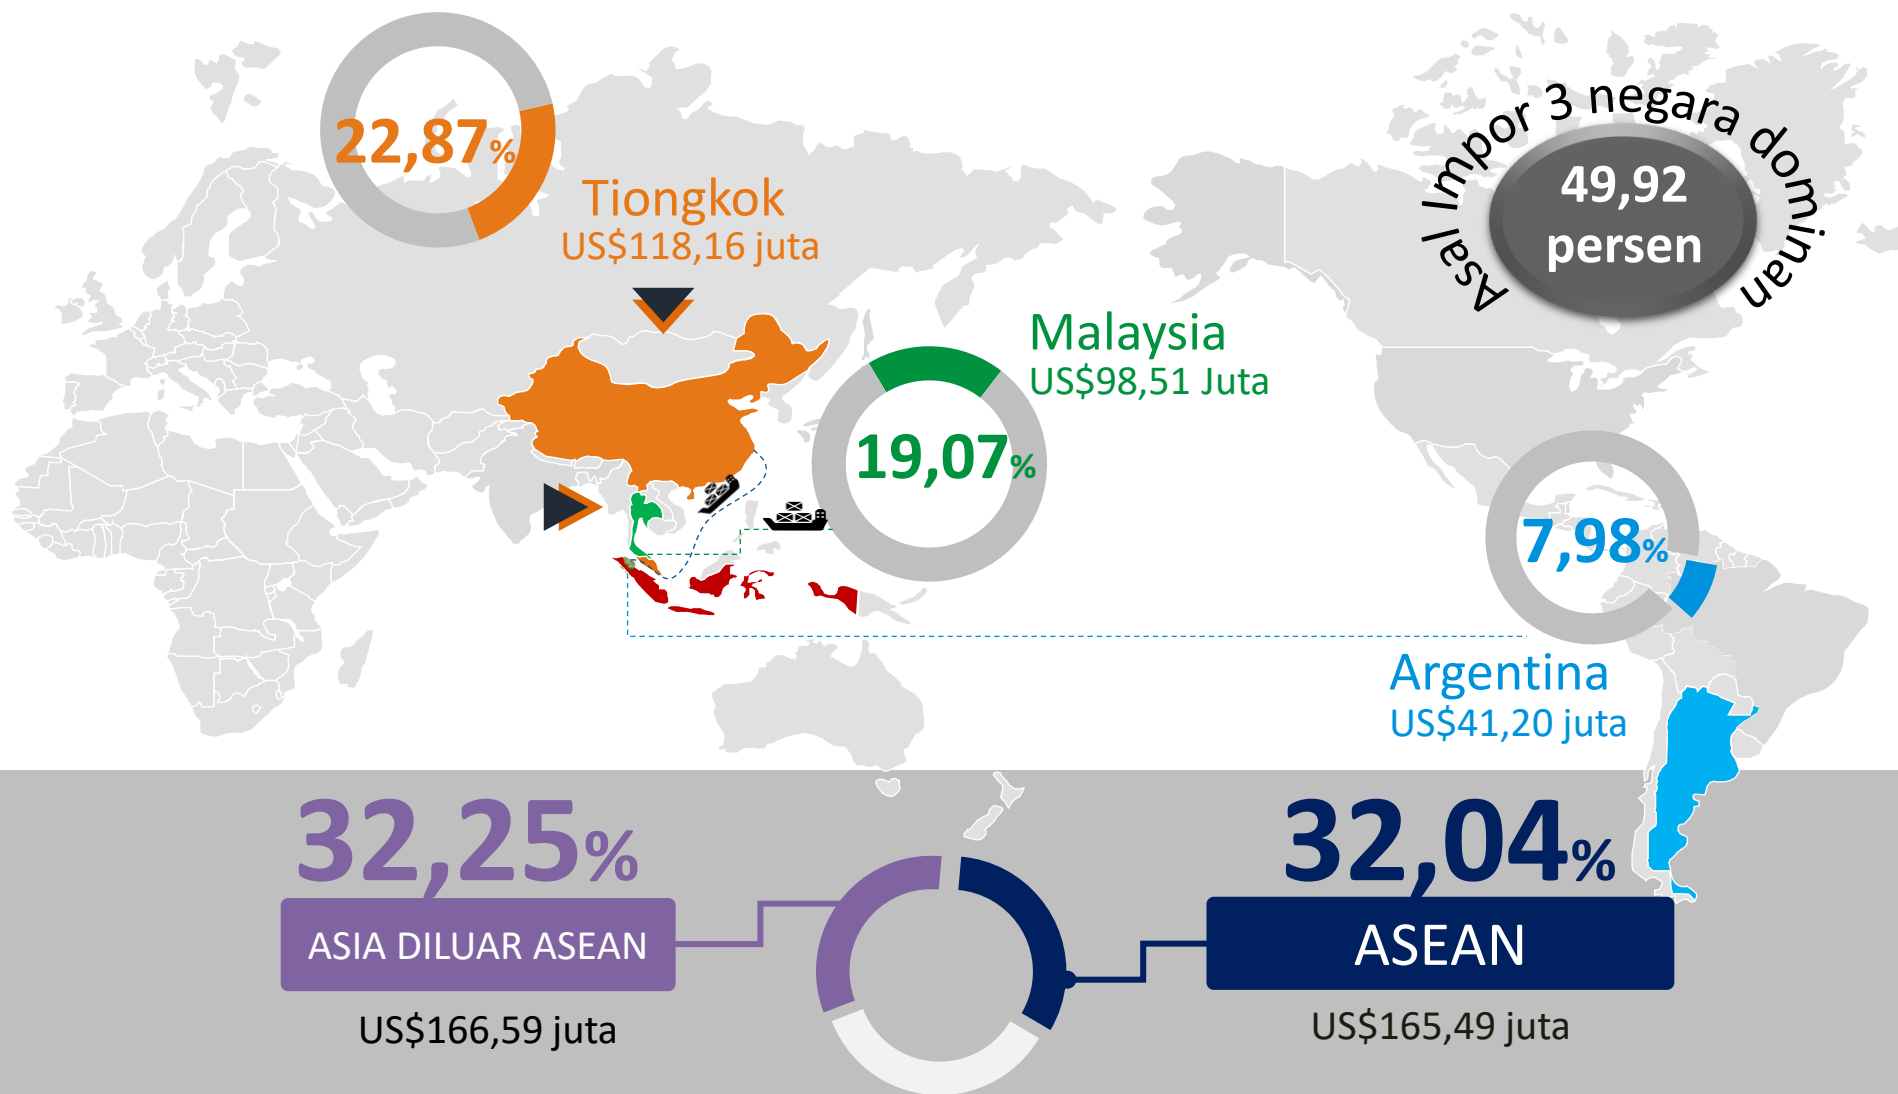 22,87%
Tiongkok
US$118,16 juta
Asal Impor 3 negara dominan
49,92
persen
Malaysia
US$98,51 Juta
19,07%
7,98%
Argentina
US$41,20 juta
32,25%
ASIA DILUAR ASEAN
US$166,59 juta
32,04%
ASEAN
US$165,49 juta